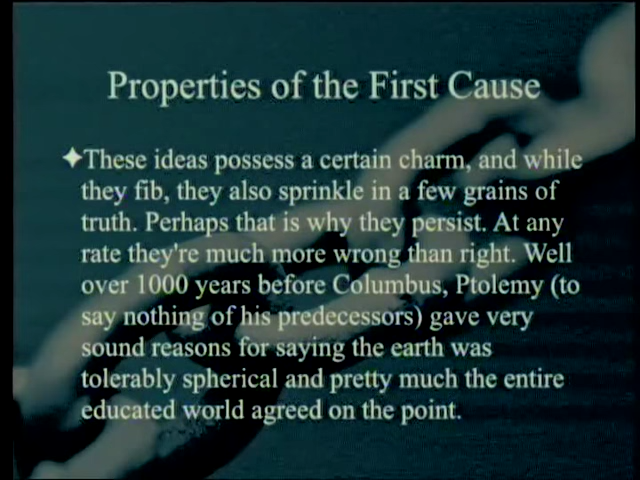 Properties of the First Cause
✦These ideas possess a certain charm, and while
they fib, they also sprinkle in a few grains of
truth. Perhaps that is why they persist. At any
rate they're much more wrong than right. Well
over 1000 years before Columbus, Ptolemy (to
say nothing of his predecessors) gave very
sound reasons for saying the earth was
tolerably spherical and pretty much the entire
educated world agreed on the point.